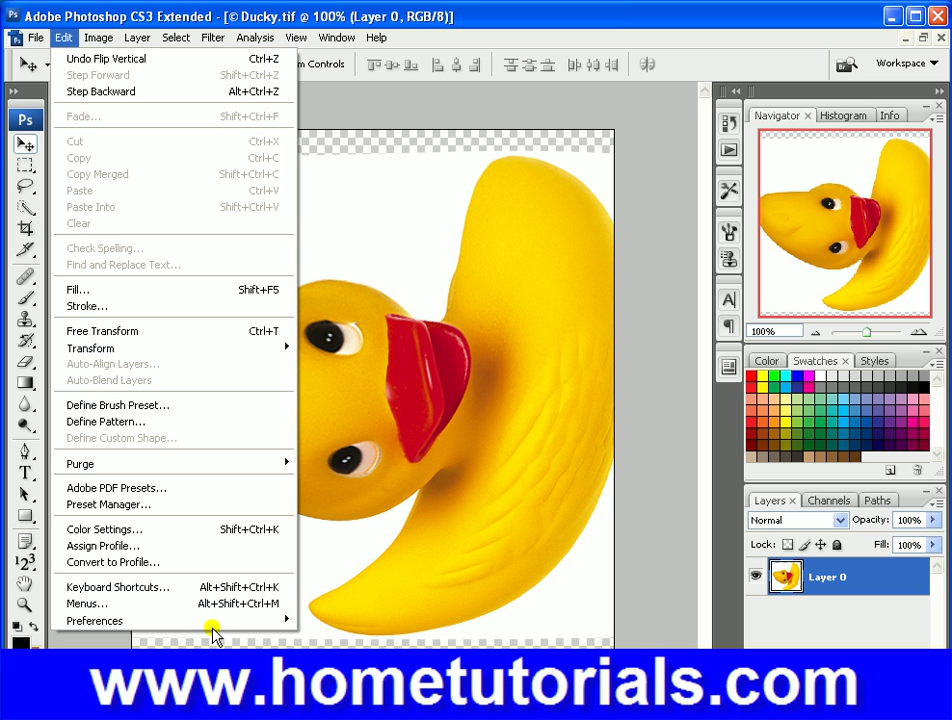 Adobe Photoshop CS3 Extended - [© Ducky.tif @ 100% (Layer 0, RGB/8)]
File Edit Image Layer Select Filter Analysis View Window Help
m Controls
Workspace
Undo Flip Vertical Ctrl+Z
Step Forward Shift+Ctrl+Z
Step Backward Alt+Ctrl+Z
Fade... Shift+Ctrl+F
Cut Ctrl+X
Copy Ctrl+C
Copy Merged Shift+Ctrl+C
Paste Ctrl+V
Paste Into Shift+Ctrl+V
Clear
Check Spelling...
Find and Replace Text...
Fill... Shift+F5
Stroke...
Free Transform Ctrl+T
Transform
Auto-Align Layers...
Auto-Blend Layers
Define Brush Preset...
Define Pattern...
Define Custom Shape...
Purge
Adobe PDF Presets...
Preset Manager...
Color Settings... Shift+Ctrl+K
Assign Profile...
Convert to Profile...
Keyboard Shortcuts... Alt+Shift+Ctrl+K
Menus... Alt+Shift+Ctrl+M
Preferences
Ps
Navigator Histogram Info
100%
Color Swatches Styles
Layers Channels Paths
Normal Opacity: 100%
Lock: Fill: 100%
Layer 0
www.hometutorials.com